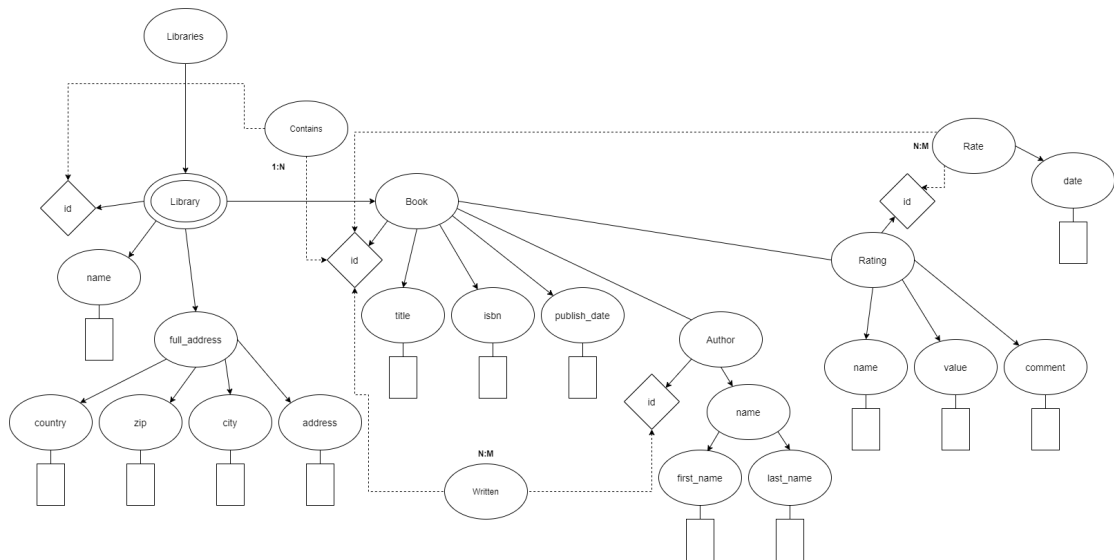 Libraries
Contains
1:N
N:M
Rate
date
id
Library
id
Book
id
Rating
name
title
isbn
publish_date
full_address
Author
name
value
comment
id
name
country
zip
city
address
N:M
Written
first_name
last_name